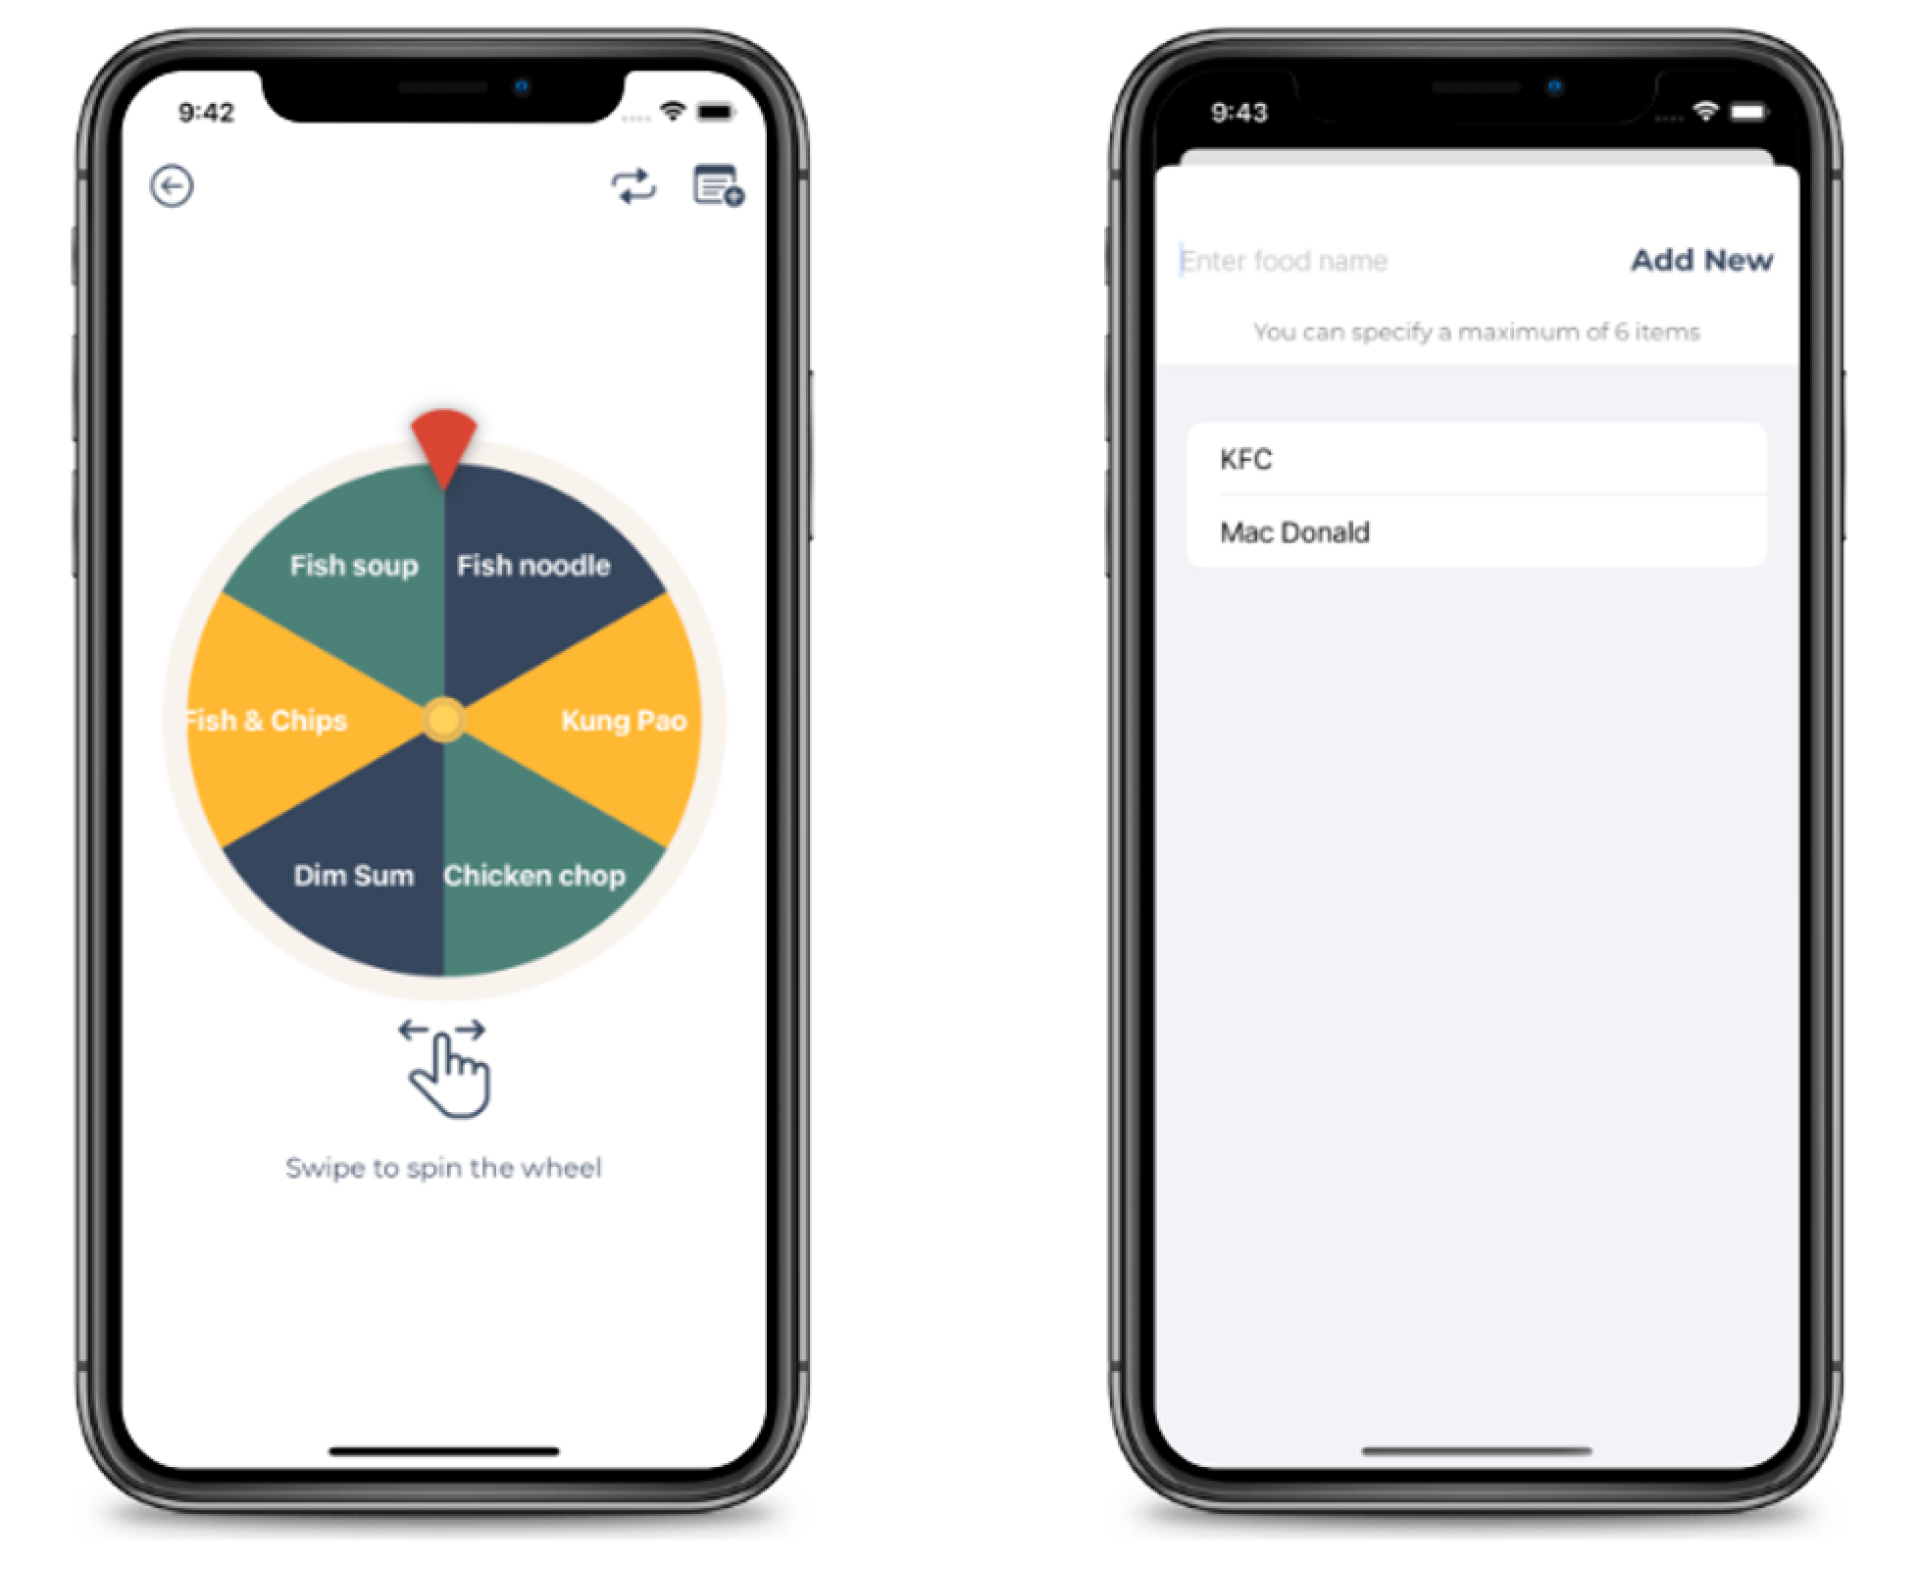 9:42
Fish soup
Fish noodle
Fish & Chips
Kung Pao
Dim Sum
Chicken chop
Swipe to spin the wheel
9:43
Enter food name
Add New
You can specify a maximum of 6 items
KFC
Mac Donald